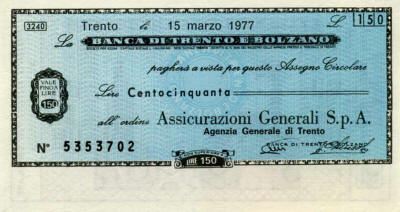 3240 Trento li 15 marzo 1977 £ 150
La BANCA DI TRENTO E BOLZANO
pagherà a vista per questo Assegno Circolare
VALE FINO A LIRE 150
Lire Centocinquanta
all'ordine Assicurazioni Generali S.p.A.
Agenzia Generale di Trento
N° 5353702
LIRE 150
BANCA DI TRENTO E BOLZANO